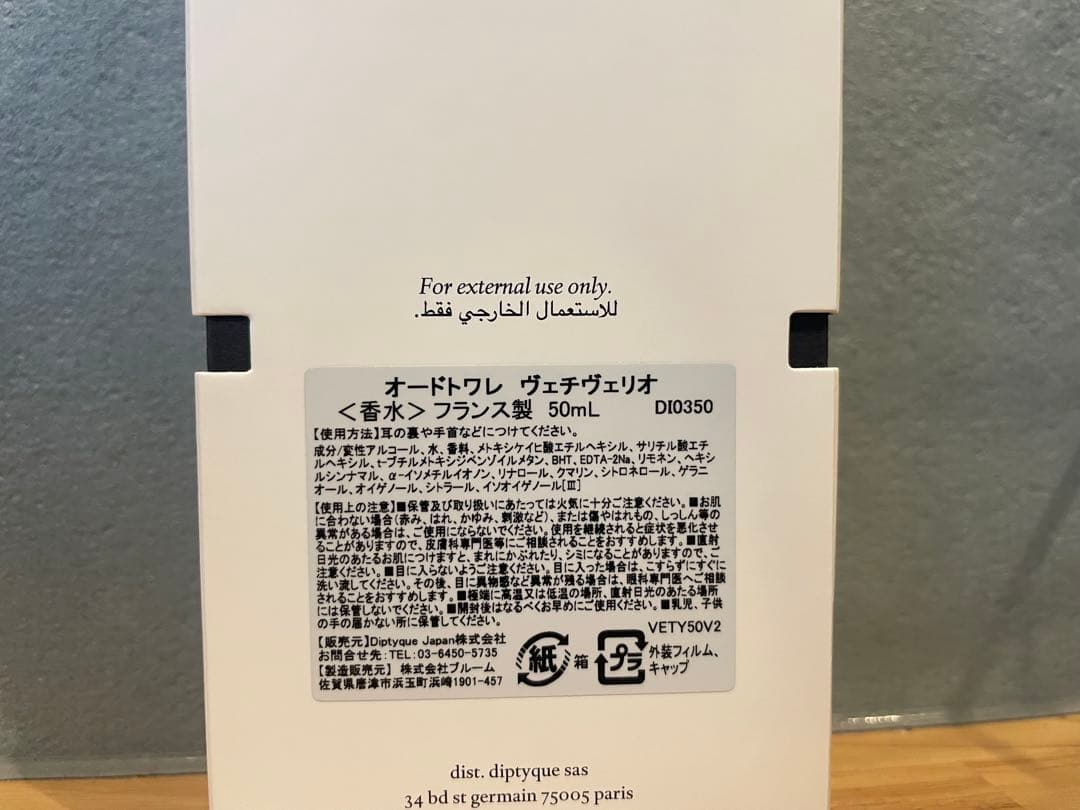 For external use only.
للاستعمال الخارجي فقط.
オードトワレ ヴェチヴェリオ
＜香水＞フランス製 50mL DI0350
【使用方法】耳の裏や手首などにつけてください。
成分/変性アルコール、水、香料、メトキシケイヒ酸エチルヘキシル、サリチル酸エチ
ルヘキシル、t-ブチルメトキシジベンゾイルメタン、BHT、EDTA-2Na、リモネン、ヘキシ
ルシンナマル、α-イソメチルイオノン、リナロール、クマリン、シトロネロール、ゲラニ
オール、オイゲノール、シトラール、イソオイゲノール[Ⅲ]
【使用上の注意】■保管及び取り扱いにあたっては火気に十分ご注意ください。■お肌
に合わない場合（赤み、はれ、かゆみ、刺激など）、または傷やはれもの、しっしん等の
異常がある場合は、ご使用にならないでください。使用を継続されると症状を悪化させ
ることがありますので、皮膚科専門医等にご相談されることをおすすめします。■直射
日光のあたるお肌につけますと、まれにかぶれたり、シミになることがありますので、ご
注意ください。■目に入らないようご注意ください。目に入った場合は、こすらずにすぐに
洗い流してください。その後、目に異物感など異常が残る場合は、眼科専門医へご相談
されることをおすすめします。■極端に高温又は低温の場所、直射日光のあたる場所
には保管しないでください。■開封後はなるべくお早めにご使用ください。■乳児、子供
の手の届かない所に保管してください。
VETY50V2
【販売元】Diptyque Japan株式会社
お問合せ先：TEL：03-6450-5735
【製造販売元】 株式会社ブルーム
佐賀県唐津市浜玉町浜崎1901-457
紙 箱
プラ 外装フィルム、
キャップ
dist. diptyque sas
34 bd st germain 75005 paris